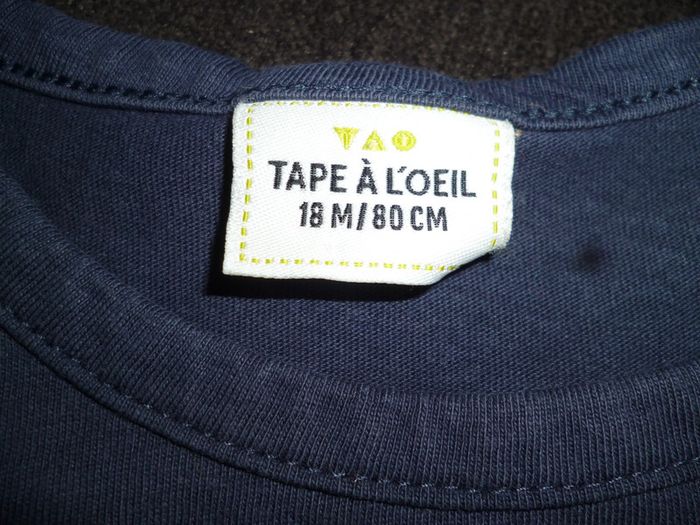 TAO
TAPE À L'OEIL
18 M/80 CM